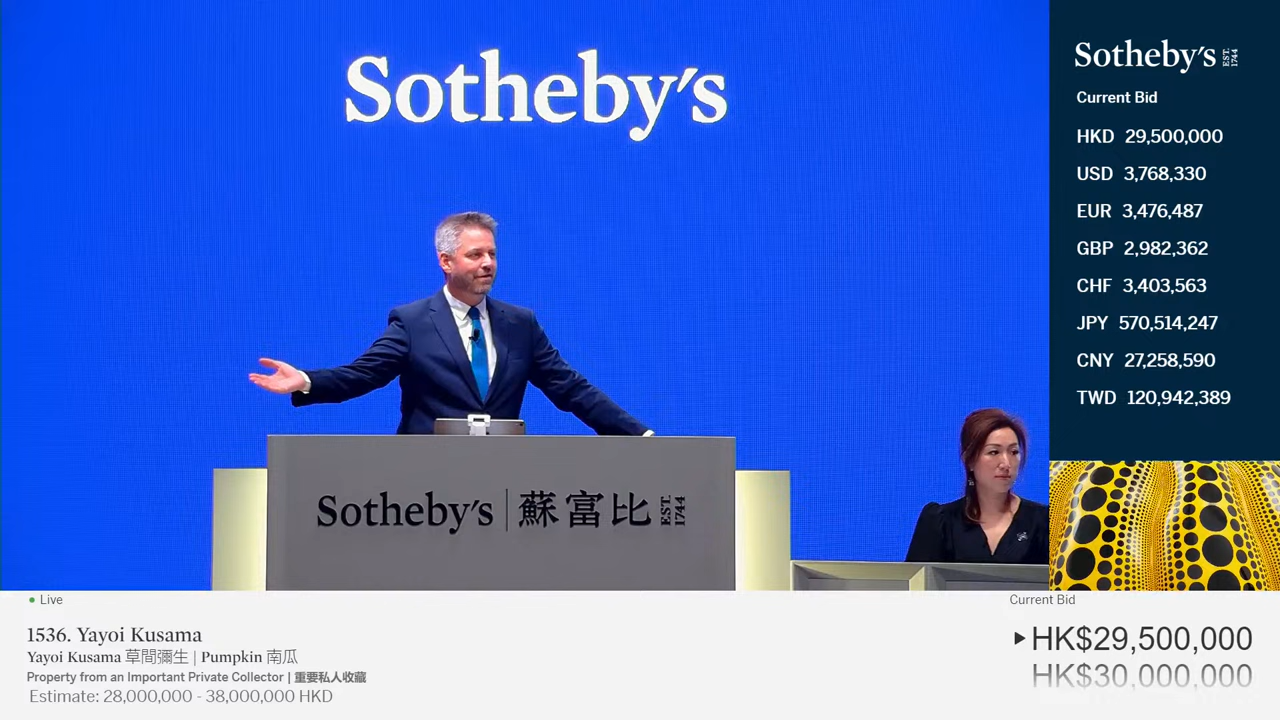 Sotheby's
Sotheby's EST. 1744
Current Bid
HKD 29,500,000
USD 3,768,330
EUR 3,476,487
GBP 2,982,362
CHF 3,403,563
JPY 570,514,247
CNY 27,258,590
TWD 120,942,389
Sotheby's | 蘇富比 EST. 1744
Live
1536. Yayoi Kusama
Yayoi Kusama 草間彌生 | Pumpkin 南瓜
Property from an Important Private Collector | 重要私人收藏
Estimate: 28,000,000 - 38,000,000 HKD
Current Bid
HK$29,500,000
HK$30,000,000